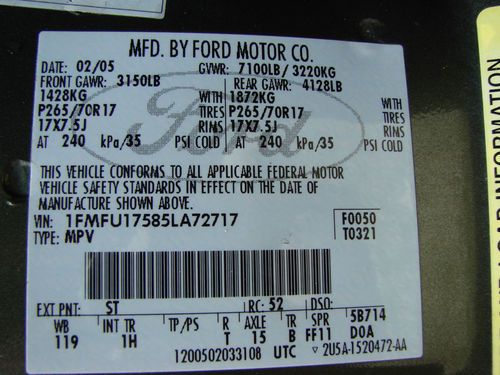 MFD. BY FORD MOTOR CO.
DATE: 02/05 GVWR: 7100LB/ 3220KG
FRONT GAWR: 3150LB REAR GAWR: 4128LB
1428KG WITH 1872KG WITH
P265/70R17 TIRES P265/70R17 TIRES
17X7.5J RIMS 17X7.5J RIMS
AT 240 kPa/35 PSI COLD AT 240 kPa/35 PSI COLD
THIS VEHICLE CONFORMS TO ALL APPLICABLE FEDERAL MOTOR
VEHICLE SAFETY STANDARDS IN EFFECT ON THE DATE OF
MANUFACTURE SHOWN ABOVE.
VIN: 1FMFU17585LA72717 F0050
TYPE: MPV T0321
EXT PNT: ST RC: 52 DSO:
WB INT TR TP/PS R AXLE TR SPR 5B714
119 1H T 15 B FF11 DOA
1200502033108 UTC 2U5A-1520472-AA
Ford